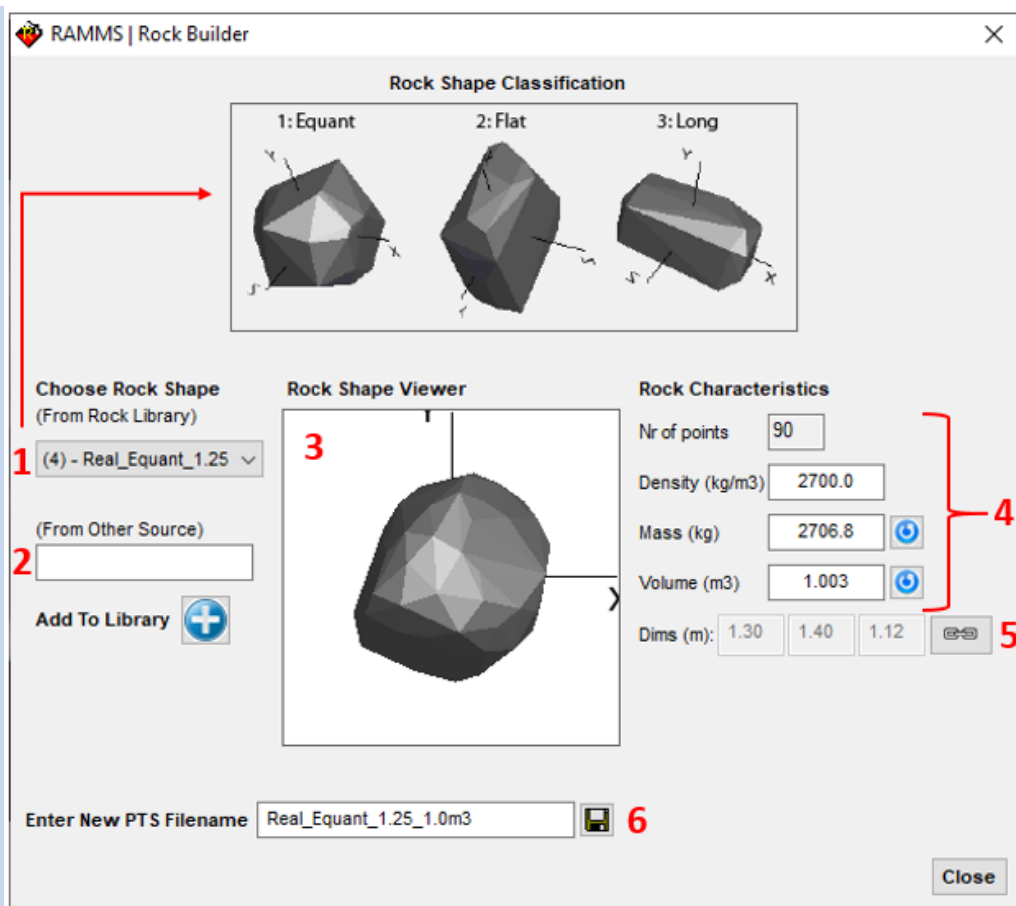 RAMMS | Rock Builder
Rock Shape Classification
1: Equant 2: Flat 3: Long
Y X Z
Y Z
Y Z X
Choose Rock Shape
(From Rock Library)
1 (4) - Real_Equant_1.25
(From Other Source)
2
Add To Library
Rock Shape Viewer
3
Y
X
Rock Characteristics
Nr of points 90
Density (kg/m3) 2700.0
Mass (kg) 2706.8
Volume (m3) 1.003
4
Dims (m): 1.30 1.40 1.12 5
Enter New PTS Filename Real_Equant_1.25_1.0m3 6
Close